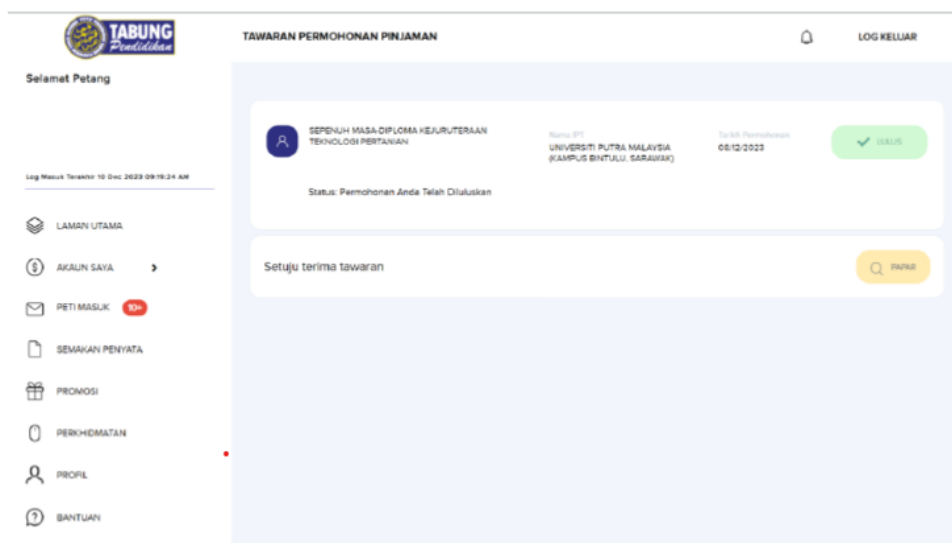 TABUNG
Pendidikan
TAWARAN PERMOHONAN PINJAMAN
LOG KELUAR
Selamat Petang
Log Masuk Terakhir 10 Dec 2023 09:19:24 AM
LAMAN UTAMA
AKAUN SAYA
PETI MASUK 10+
SEMAKAN PENYATA
PROMOSI
PERKHIDMATAN
PROFIL
BANTUAN
SEPENUH MASA-DIPLOMA KEJURUTERAAN
TEKNOLOGI PERTANIAN
Nama IPT
UNIVERSITI PUTRA MALAYSIA
(KAMPUS BINTULU, SARAWAK)
Tarikh Permohonan
08/12/2023
LULUS
Status: Permohonan Anda Telah Diluluskan
Setuju terima tawaran
PAPAR